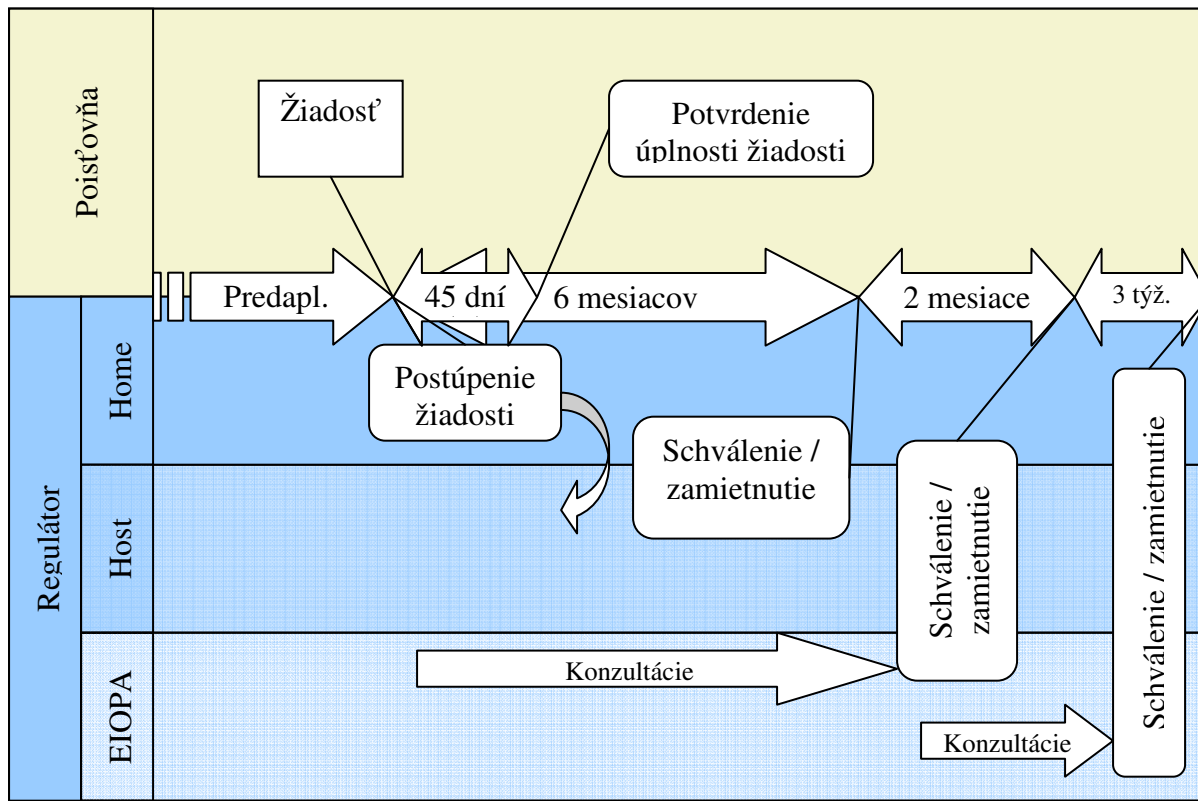 Poisťovňa
Žiadosť
Potvrdenie
úplnosti žiadosti
Predapl.
45 dní
6 mesiacov
2 mesiace
3 týž.
Regulátor
Home
Postúpenie
žiadosti
Schválenie /
zamietnutie
Host
Schválenie /
zamietnutie
Schválenie / zamietnutie
EIOPA
Konzultácie
Konzultácie